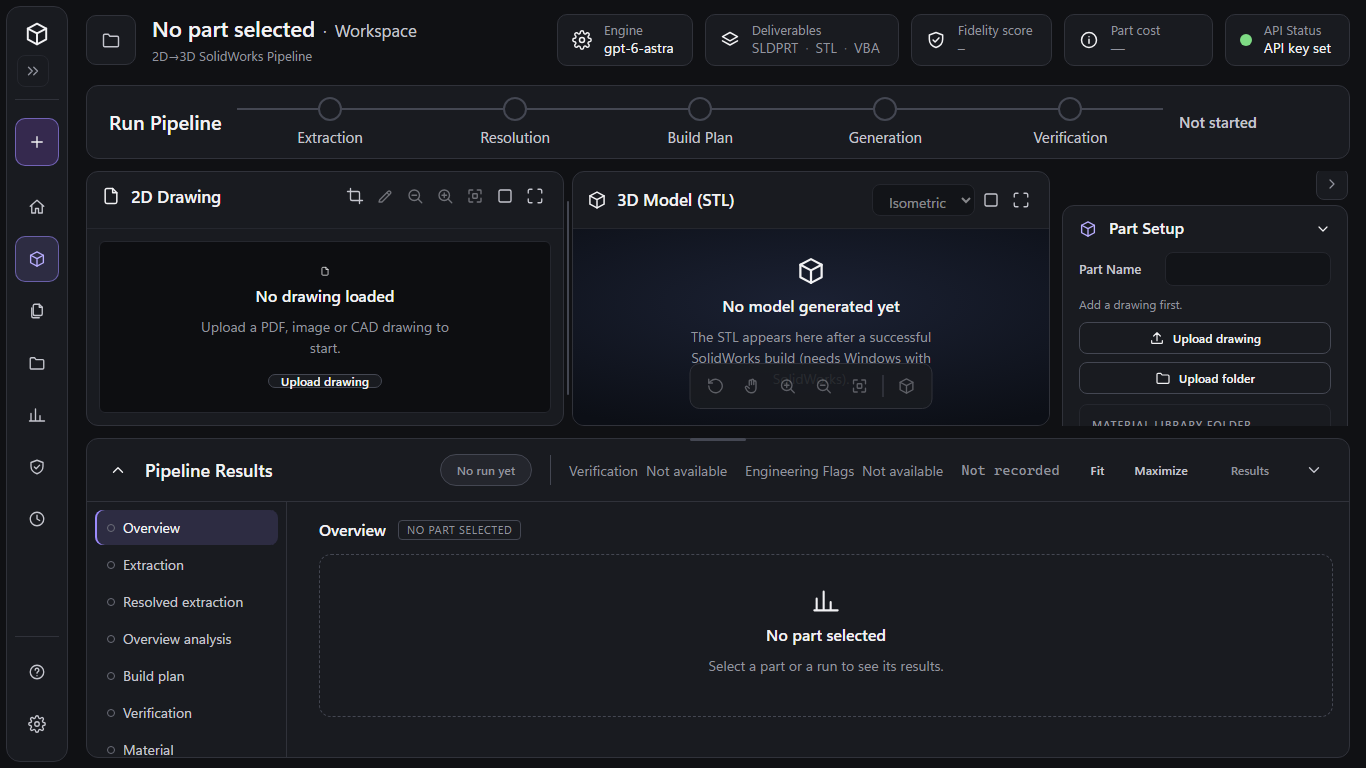 No part selected · Workspace
2D→3D SolidWorks Pipeline
Engine
gpt-6-astra
Deliverables
SLDPRT · STL · VBA
Fidelity score
–
Part cost
—
API Status
API key set
Run Pipeline
Extraction
Resolution
Build Plan
Generation
Verification
Not started
2D Drawing
No drawing loaded
Upload a PDF, image or CAD drawing to
start.
Upload drawing
3D Model (STL)
Isometric
No model generated yet
The STL appears here after a successful
SolidWorks build (needs Windows with
SolidWorks).
Part Setup
Part Name
Add a drawing first.
Upload drawing
Upload folder
MATERIAL LIBRARY FOLDER
Pipeline Results
No run yet
Verification Not available
Engineering Flags Not available
Not recorded
Fit
Maximize
Results
Overview
Extraction
Resolved extraction
Overview analysis
Build plan
Verification
Material
Overview
NO PART SELECTED
No part selected
Select a part or a run to see its results.